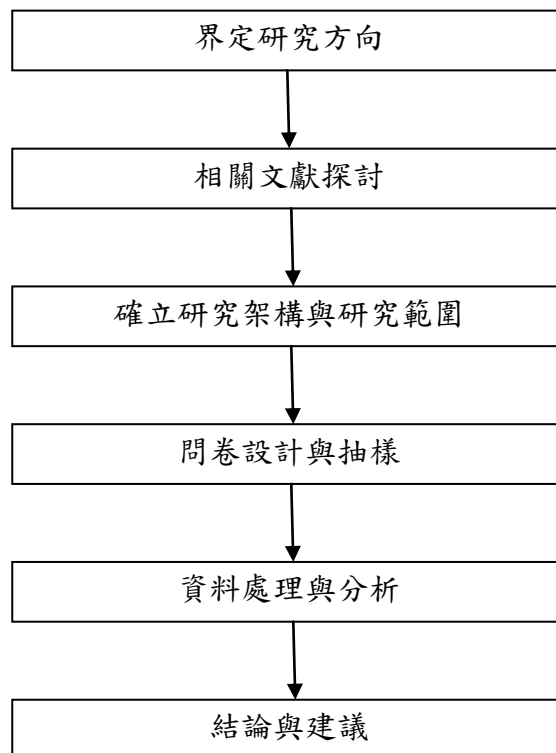 界定研究方向
相關文獻探討
確立研究架構與研究範圍
問卷設計與抽樣
資料處理與分析
結論與建議